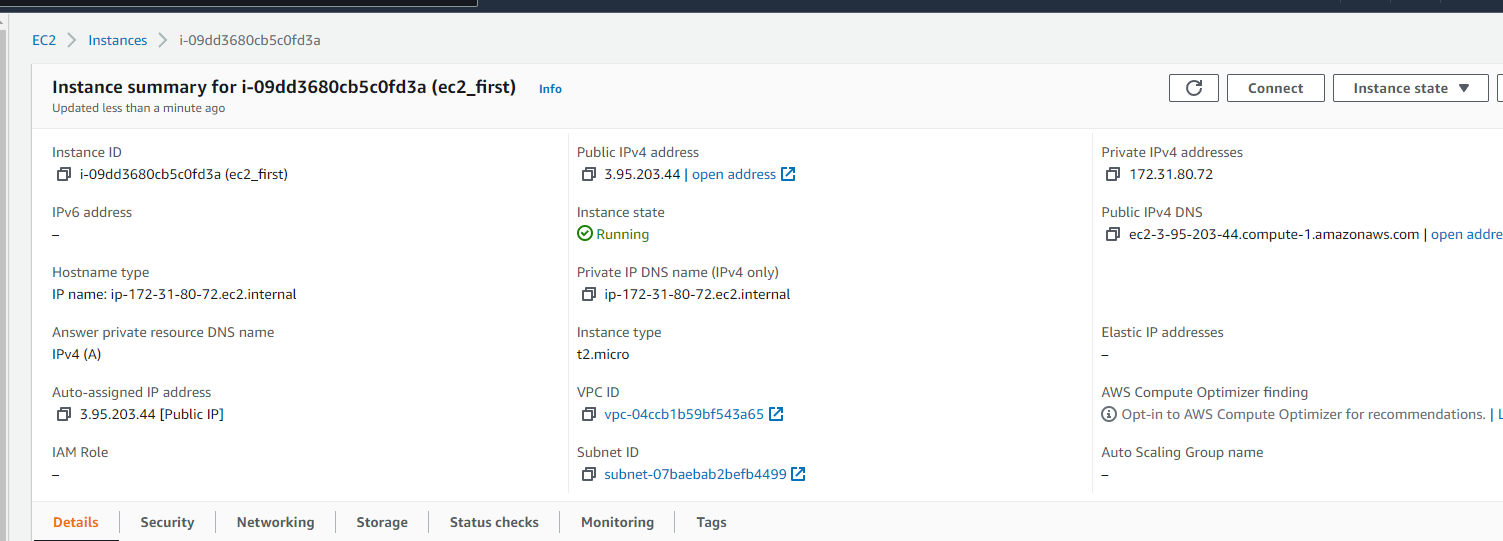 EC2 Instances i-09dd3680cb5c0fd3a
Instance summary for i-09dd3680cb5c0fd3a (ec2_first) Info
Updated less than a minute ago
Connect
Instance state
Instance ID
i-09dd3680cb5c0fd3a (ec2_first)
Public IPv4 address
3.95.203.44 | open address
Private IPv4 addresses
172.31.80.72
IPv6 address
–
Instance state
Running
Public IPv4 DNS
ec2-3-95-203-44.compute-1.amazonaws.com | open addre
Hostname type
IP name: ip-172-31-80-72.ec2.internal
Private IP DNS name (IPv4 only)
ip-172-31-80-72.ec2.internal
Answer private resource DNS name
IPv4 (A)
Instance type
t2.micro
Elastic IP addresses
–
Auto-assigned IP address
3.95.203.44 [Public IP]
VPC ID
vpc-04ccb1b59bf543a65
AWS Compute Optimizer finding
Opt-in to AWS Compute Optimizer for recommendations. | L
IAM Role
–
Subnet ID
subnet-07baebab2befb4499
Auto Scaling Group name
–
Details Security Networking Storage Status checks Monitoring Tags